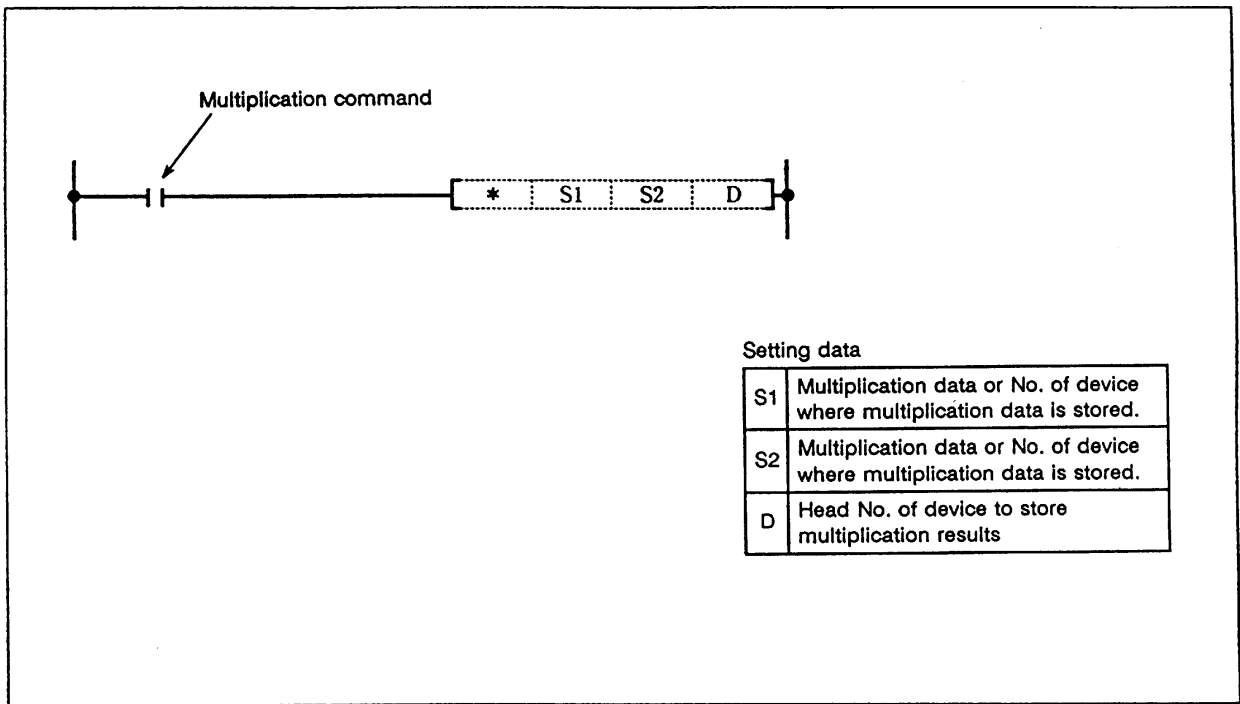 Multiplication command
* S1 S2 D
Setting data
S1 Multiplication data or No. of device
where multiplication data is stored.
S2 Multiplication data or No. of device
where multiplication data is stored.
D Head No. of device to store
multiplication results